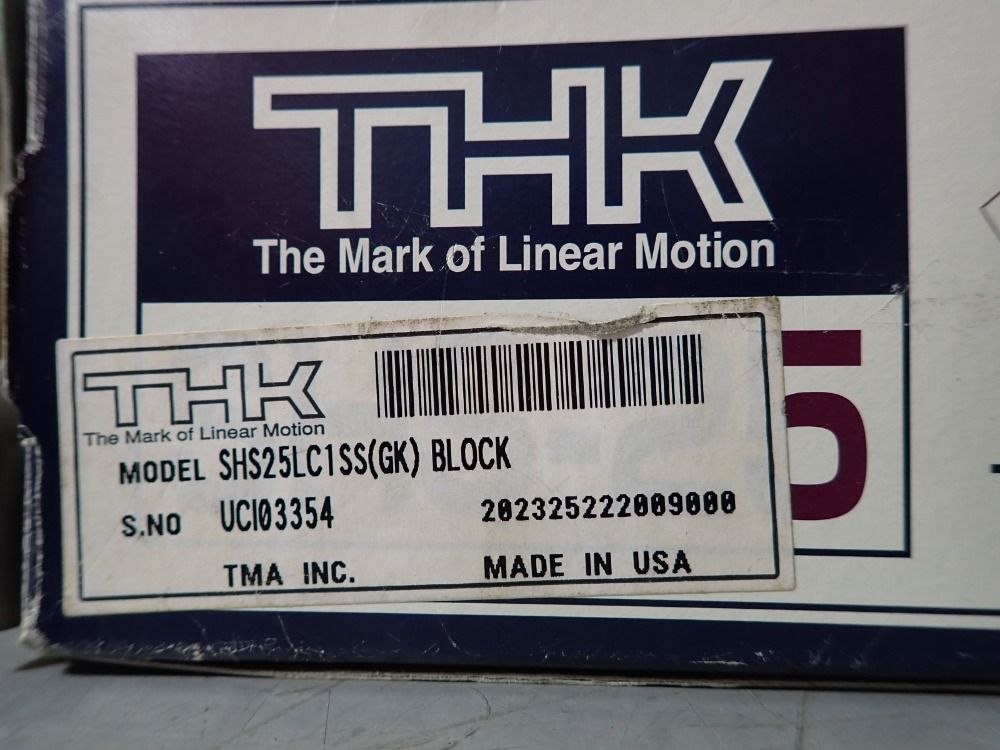 THK
The Mark of Linear Motion
5
THK
The Mark of Linear Motion
MODEL SHS25LC1SS(GK) BLOCK
S.NO UCI03354 202325222009000
TMA INC. MADE IN USA